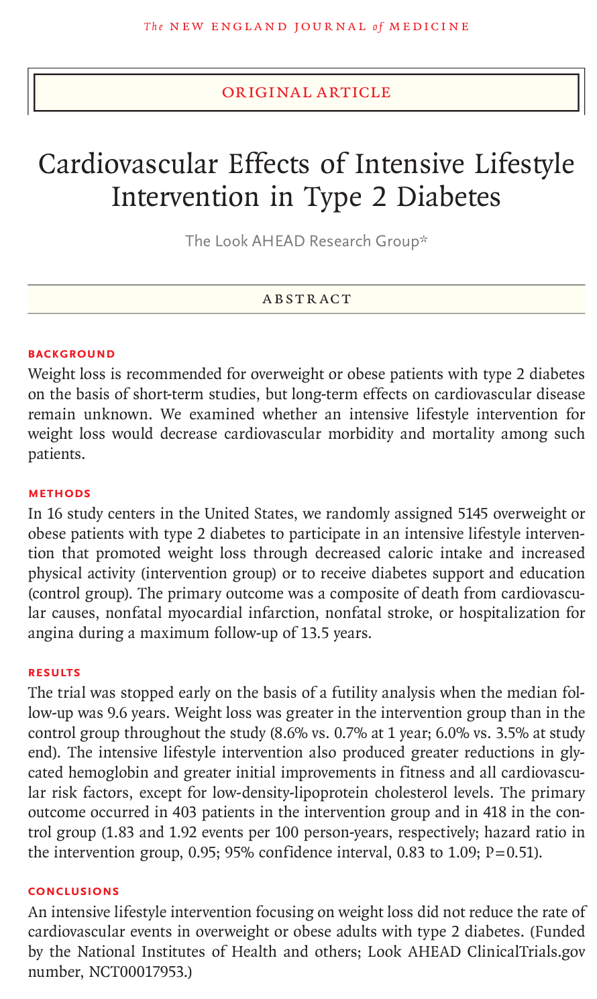 The NEW ENGLAND JOURNAL of MEDICINE
ORIGINAL ARTICLE
Cardiovascular Effects of Intensive Lifestyle
Intervention in Type 2 Diabetes
The Look AHEAD Research Group*
ABSTRACT
BACKGROUND
Weight loss is recommended for overweight or obese patients with type 2 diabetes
on the basis of short-term studies, but long-term effects on cardiovascular disease
remain unknown. We examined whether an intensive lifestyle intervention for
weight loss would decrease cardiovascular morbidity and mortality among such
patients.
METHODS
In 16 study centers in the United States, we randomly assigned 5145 overweight or
obese patients with type 2 diabetes to participate in an intensive lifestyle interven-
tion that promoted weight loss through decreased caloric intake and increased
physical activity (intervention group) or to receive diabetes support and education
(control group). The primary outcome was a composite of death from cardiovascu-
lar causes, nonfatal myocardial infarction, nonfatal stroke, or hospitalization for
angina during a maximum follow-up of 13.5 years.
RESULTS
The trial was stopped early on the basis of a futility analysis when the median fol-
low-up was 9.6 years. Weight loss was greater in the intervention group than in the
control group throughout the study (8.6% vs. 0.7% at 1 year; 6.0% vs. 3.5% at study
end). The intensive lifestyle intervention also produced greater reductions in gly-
cated hemoglobin and greater initial improvements in fitness and all cardiovascu-
lar risk factors, except for low-density-lipoprotein cholesterol levels. The primary
outcome occurred in 403 patients in the intervention group and in 418 in the con-
trol group (1.83 and 1.92 events per 100 person-years, respectively; hazard ratio in
the intervention group, 0.95; 95% confidence interval, 0.83 to 1.09; P=0.51).
CONCLUSIONS
An intensive lifestyle intervention focusing on weight loss did not reduce the rate of
cardiovascular events in overweight or obese adults with type 2 diabetes. (Funded
by the National Institutes of Health and others; Look AHEAD ClinicalTrials.gov
number, NCT00017953.)